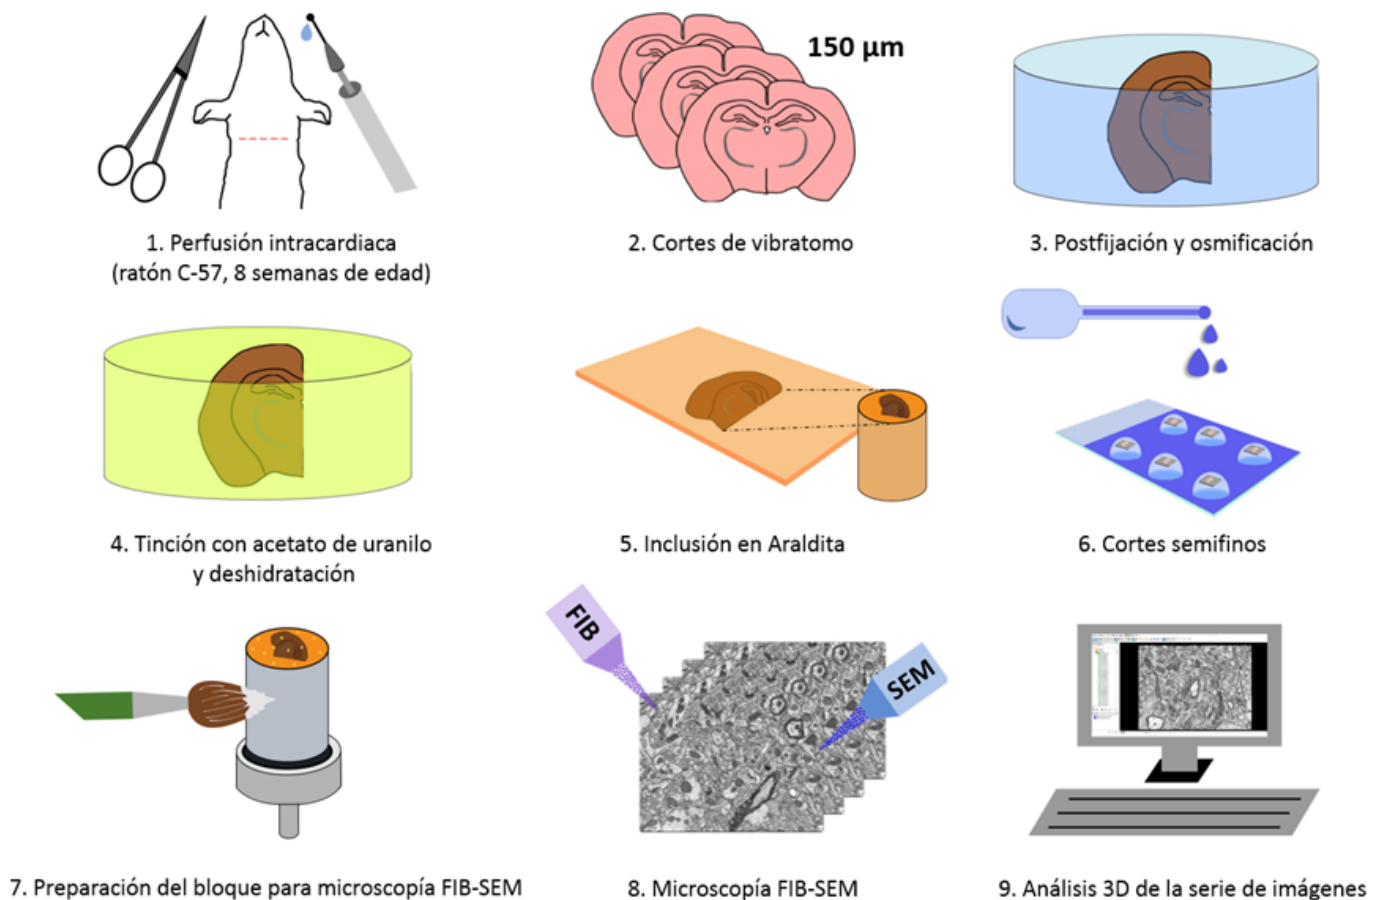 150 µm
1. Perfusión intracardiaca
(ratón C-57, 8 semanas de edad)
2. Cortes de vibratomo
3. Postfijación y osmificación
4. Tinción con acetato de uranilo
y deshidratación
5. Inclusión en Araldita
6. Cortes semifinos
FIB
SEM
7. Preparación del bloque para microscopía FIB-SEM
8. Microscopía FIB-SEM
9. Análisis 3D de la serie de imágenes